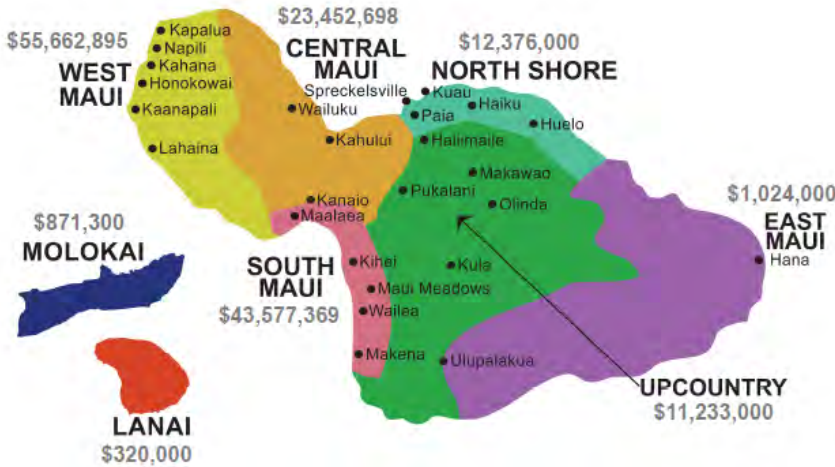 $55,662,895
WEST
MAUI
Kapalua
Napili
Kahana
Honokowai
Kaanapali
Lahaina
$23,452,698
CENTRAL
MAUI
Wailuku
Kahului
Kanaio
$12,376,000
NORTH SHORE
Spreckelsville
Kuau
Paia
Haiku
Huelo
Haliimaile
Makawao
Pukalani
Olinda
Kula
Ulupalakua
Maalaea
SOUTH
MAUI
$43,577,369
Kihei
Maui Meadows
Wailea
Makena
$1,024,000
EAST
MAUI
Hana
UPCOUNTRY
$11,233,000
$871,300
MOLOKAI
LANAI
$320,000